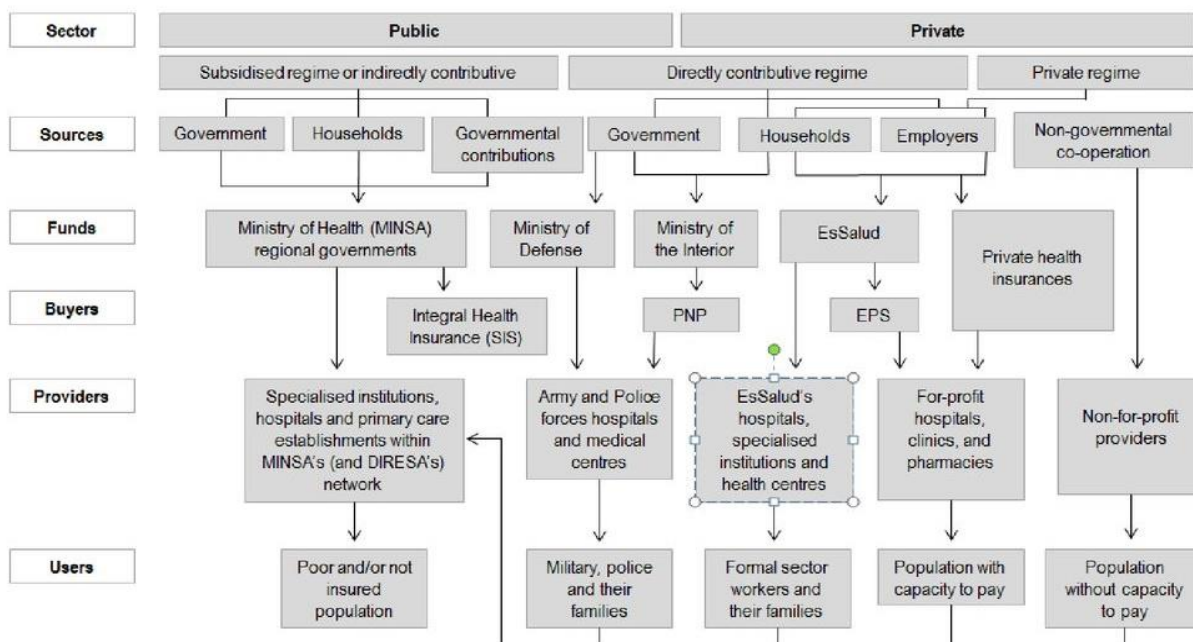 Sector
Public
Private
Subsidised regime or indirectly contributive
Directly contributive regime
Private regime
Sources
Government
Households
Governmental
contributions
Government
Households
Employers
Non-governmental
co-operation
Funds
Ministry of Health (MINSA)
regional governments
Ministry of
Defense
Ministry of
the Interior
EsSalud
Private health
insurances
Buyers
Integral Health
Insurance (SIS)
PNP
EPS
Providers
Specialised institutions,
hospitals and primary care
establishments within
MINSA's (and DIRESA's)
network
Army and Police
forces hospitals
and medical
centres
EsSalud's
hospitals,
specialised
institutions and
health centres
For-profit
hospitals,
clinics, and
pharmacies
Non-for-profit
providers
Users
Poor and/or not
insured
population
Military, police
and their
families
Formal sector
workers and
their families
Population with
capacity to pay
Population
without capacity
to pay